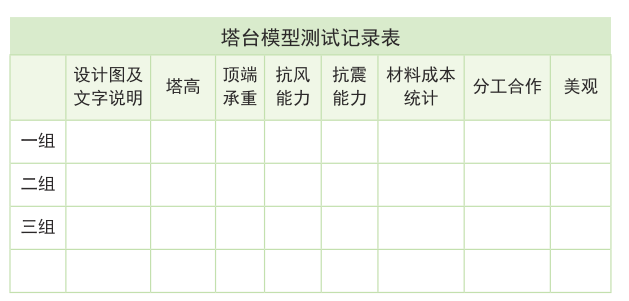 塔台模型测试记录表
设计图及
文字说明
塔高
顶端
承重
抗风
能力
抗震
能力
材料成本
统计
分工合作
美观
一组
二组
三组